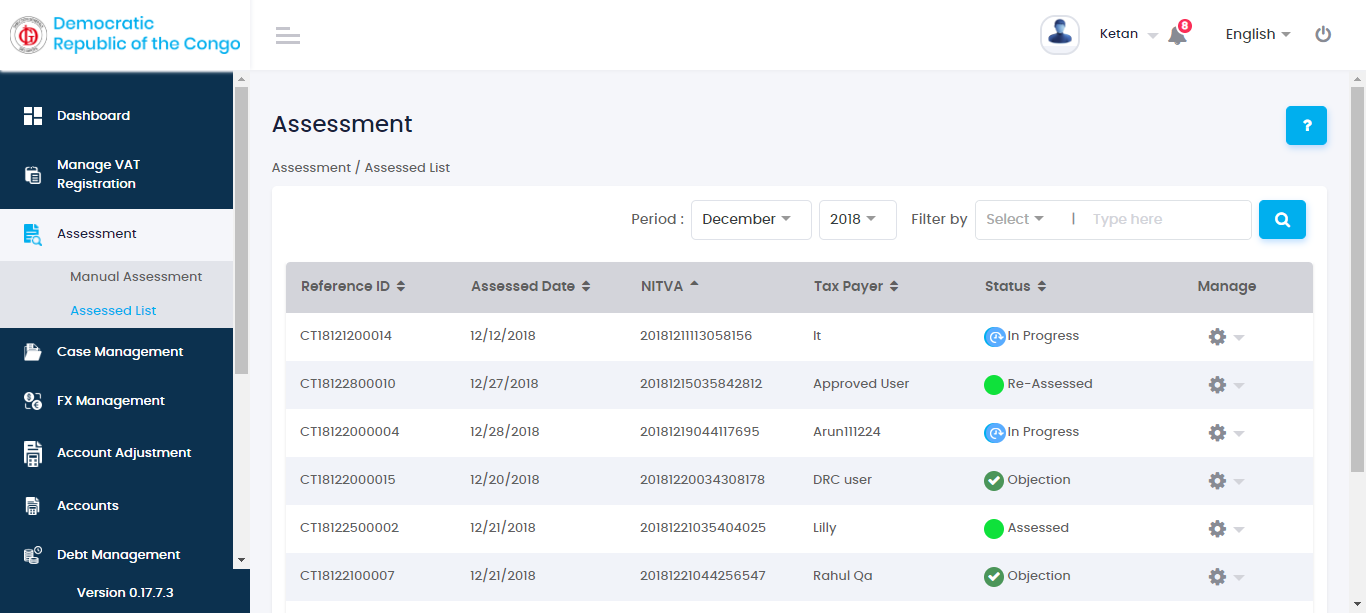 Democratic
Republic of the Congo
Ketan
8
English
Dashboard
Manage VAT
Registration
Assessment
Manual Assessment
Assessed List
Case Management
FX Management
Account Adjustment
Accounts
Debt Management
Version 0.17.7.3
Assessment
?
Assessment / Assessed List
Period : December 2018 Filter by Select | Type here
Reference ID Assessed Date NITVA Tax Payer Status Manage
CT18121200014 12/12/2018 20181211113058156 It In Progress
CT18122800010 12/27/2018 20181215035842812 Approved User Re-Assessed
CT18122000004 12/28/2018 20181219044117695 Arun111224 In Progress
CT18122000015 12/20/2018 20181220034308178 DRC user Objection
CT18122500002 12/21/2018 20181221035404025 Lilly Assessed
CT18122100007 12/21/2018 20181221044256547 Rahul Qa Objection